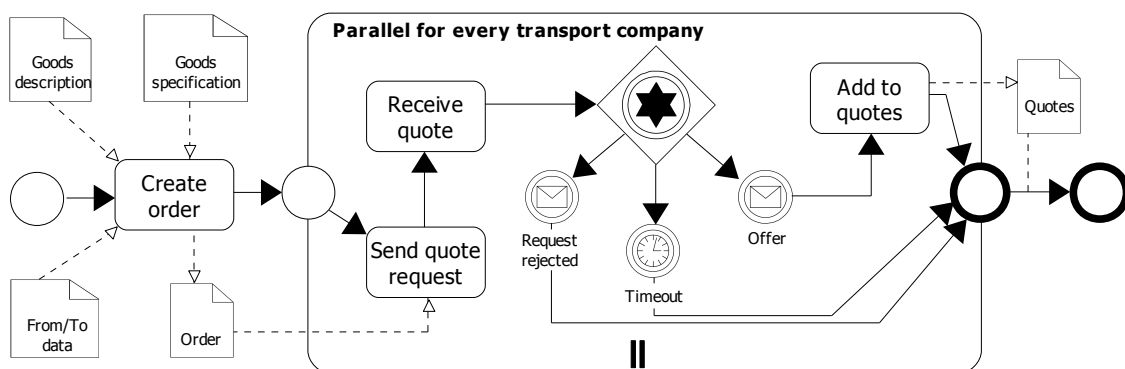 Parallel for every transport company
Goods
description
Goods
specification
Receive
quote
Add to
quotes
Quotes
Create
order
Send quote
request
Request
rejected
Offer
Timeout
From/To
data
Order